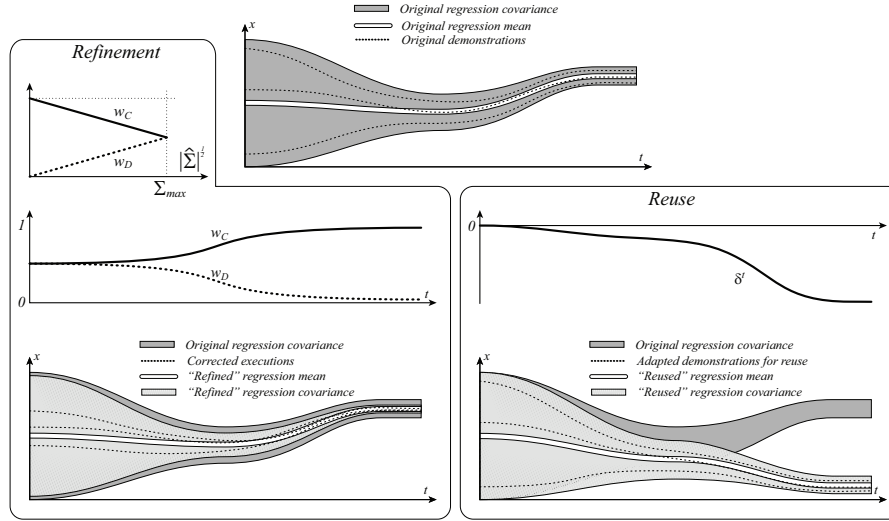 Original regression covariance
Original regression mean
Original demonstrations
x
t
Refinement
w_C
w_D
|Σ̂|^½
Σ_max
1
w_C
w_D
0
t
Original regression covariance
Corrected executions
“Refined” regression mean
“Refined” regression covariance
x
t
Reuse
0
t
δ^t
Original regression covariance
Adapted demonstrations for reuse
“Reused” regression mean
“Reused” regression covariance
x
t